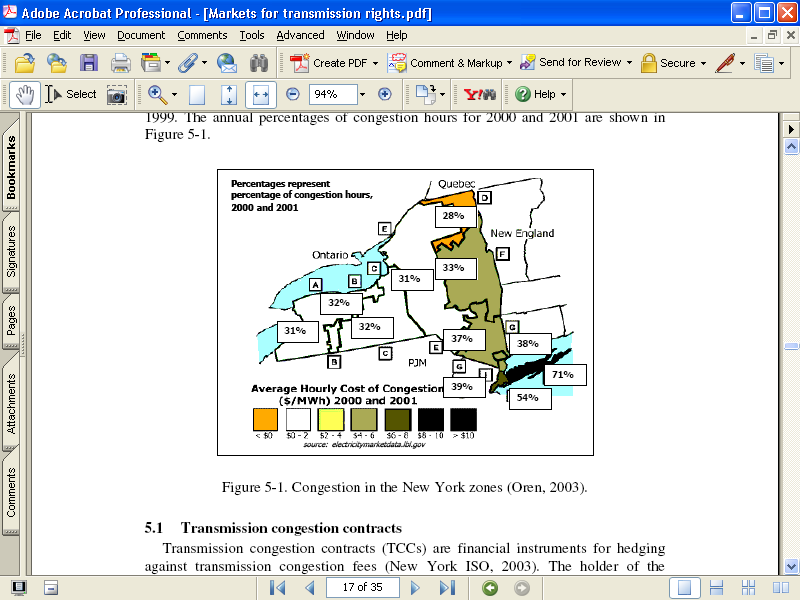 Adobe Acrobat Professional - [Markets for transmission rights.pdf]
File Edit View Document Comments Tools Advanced Window Help
Create PDF Comment & Markup Send for Review Secure
Select 94% Y! Help
Bookmarks
Signatures
Pages
Attachments
Comments
1999. The annual percentages of congestion hours for 2000 and 2001 are shown in
Figure 5-1.
Percentages represent
percentage of congestion hours,
2000 and 2001
Quebec
D
28%
E
New England
Ontario
F
C
33%
A
B
31%
32%
31%
32%
G
37%
38%
E
C
B
PJM
G
J
71%
39%
54%
Average Hourly Cost of Congestion
($/MWh) 2000 and 2001
< $0 $0 - 2 $2 - 4 $4 - 6 $6 - 8 $8 - 10 > $10
source: electricitymarketdata.lbl.gov
Figure 5-1. Congestion in the New York zones (Oren, 2003).
5.1 Transmission congestion contracts
Transmission congestion contracts (TCCs) are financial instruments for hedging
against transmission congestion fees (New York ISO, 2003). The holder of the
17 of 35